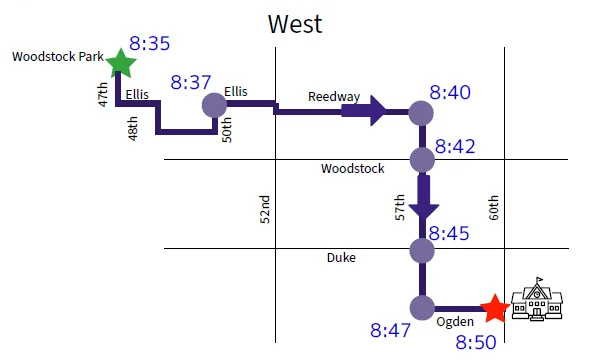 West
8:35
Woodstock Park
8:37
47th
Ellis
Ellis
Reedway
8:40
48th
50th
8:42
Woodstock
52nd
57th
60th
8:45
Duke
8:47
Ogden
8:50